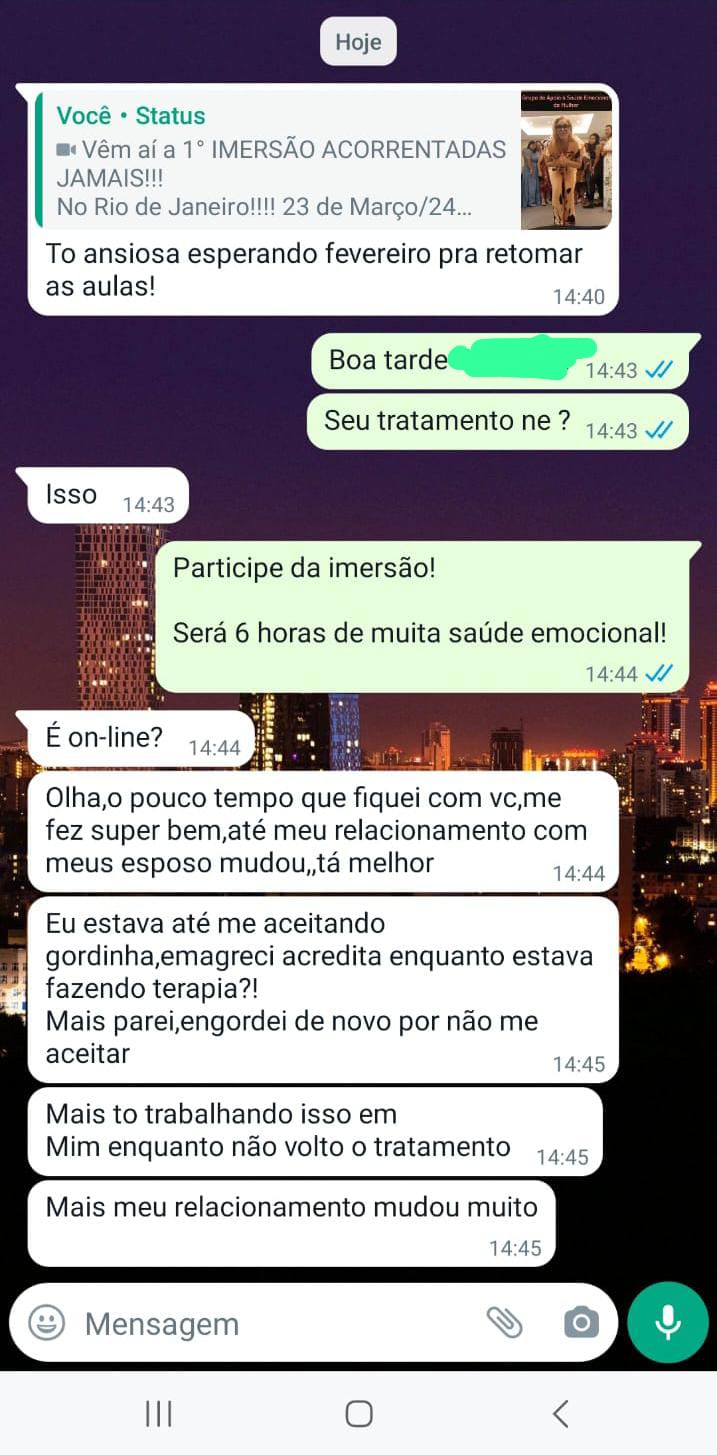 Hoje
Você • Status
Vêm aí a 1° IMERSÃO ACORRENTADAS
JAMAIS!!!
No Rio de Janeiro!!!! 23 de Março/24...
Grupo de Apoio à Saúde Emocional
da Mulher
To ansiosa esperando fevereiro pra retomar
as aulas!
14:40
Boa tarde
14:43
Seu tratamento ne ?
14:43
Isso
14:43
Participe da imersão!
Será 6 horas de muita saúde emocional!
14:44
É on-line?
14:44
Olha,o pouco tempo que fiquei com vc,me
fez super bem,até meu relacionamento com
meus esposo mudou,,tá melhor
14:44
Eu estava até me aceitando
gordinha,emagreci acredita enquanto estava
fazendo terapia?!
Mais parei,engordei de novo por não me
aceitar
14:45
Mais to trabalhando isso em
Mim enquanto não volto o tratamento
14:45
Mais meu relacionamento mudou muito
14:45
Mensagem